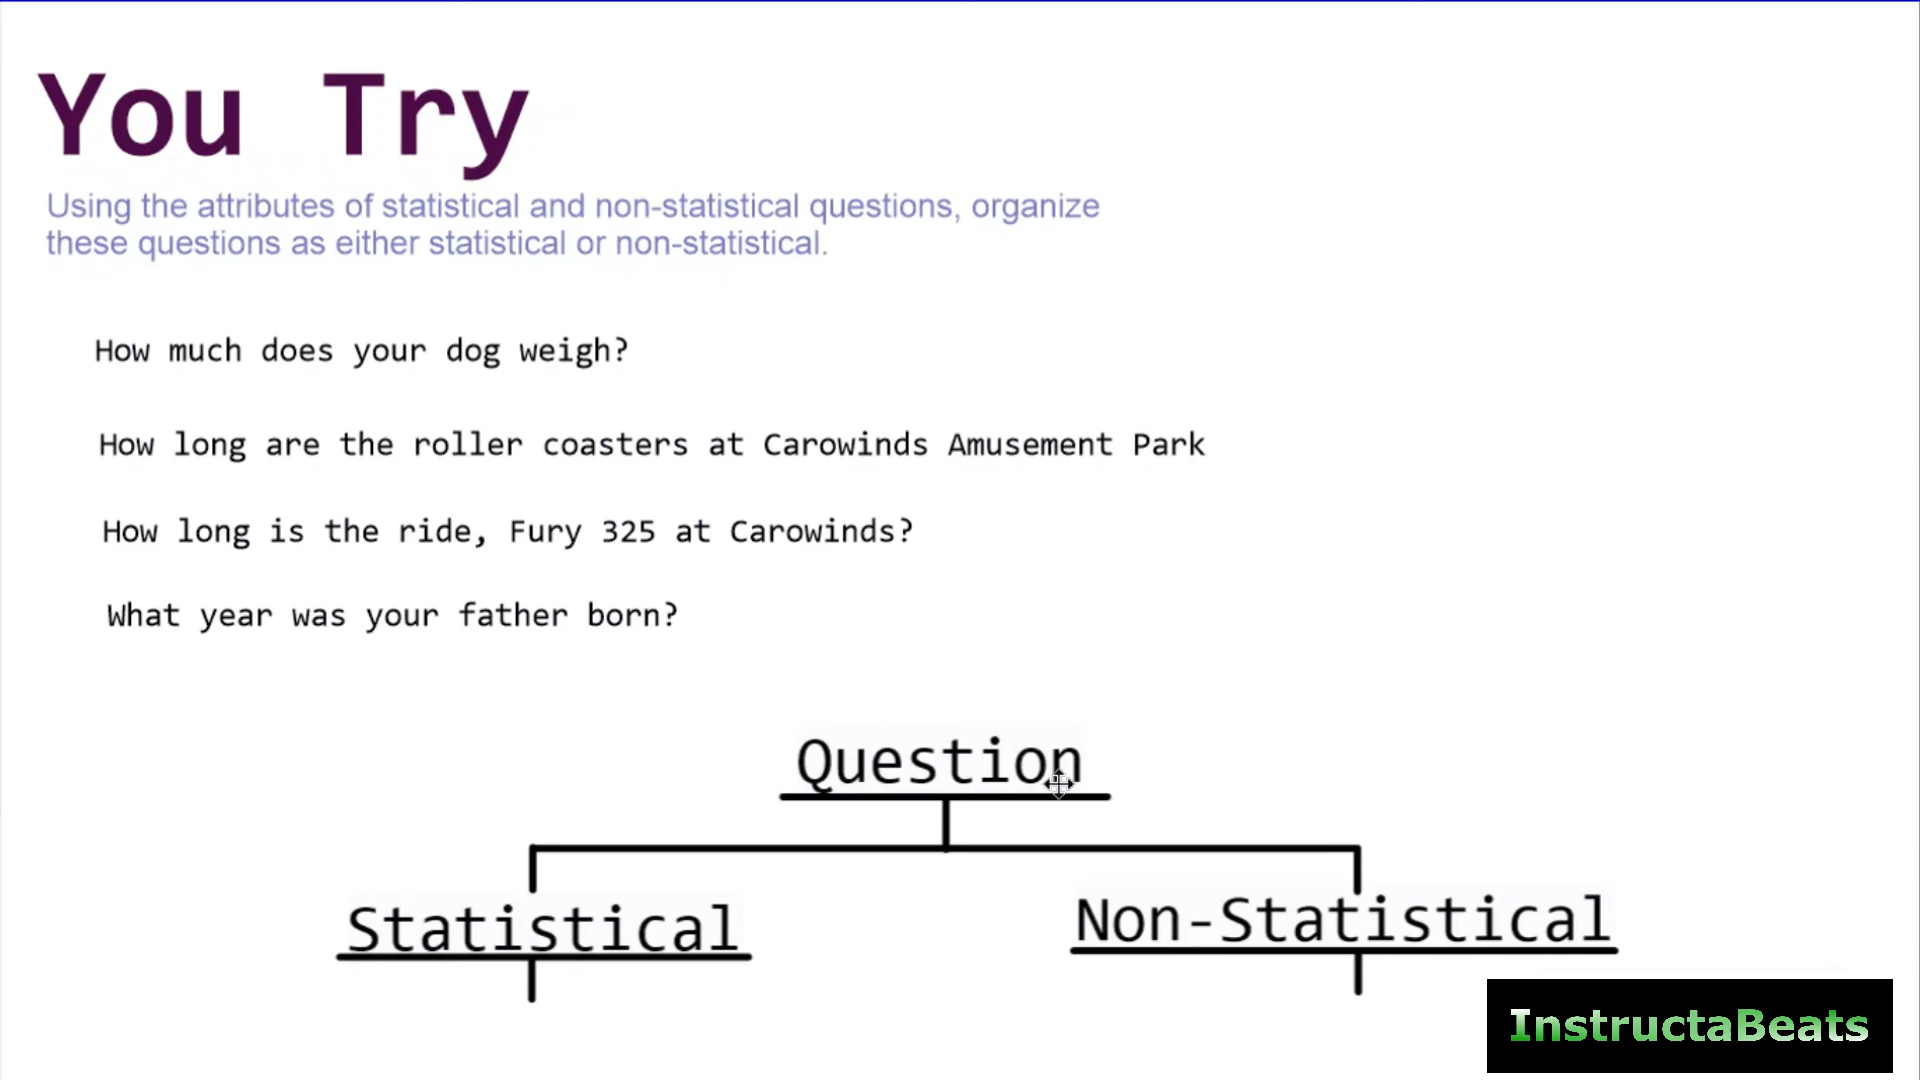 You Try
Using the attributes of statistical and non-statistical questions, organize
these questions as either statistical or non-statistical.
How much does your dog weigh?
How long are the roller coasters at Carowinds Amusement Park
How long is the ride, Fury 325 at Carowinds?
What year was your father born?
Question
Statistical
Non-Statistical
InstructaBeats